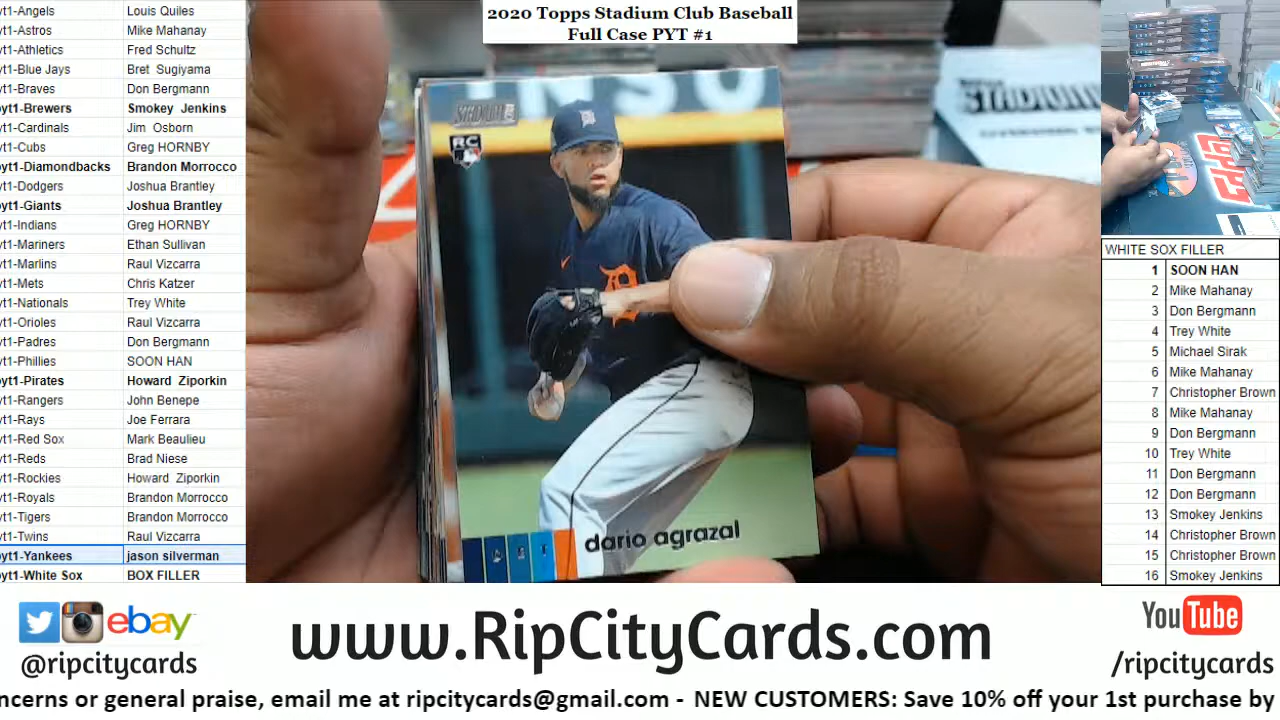 2020 Topps Stadium Club Baseball
Full Case PYT #1
yt1-Angels Louis Quiles
yt1-Astros Mike Mahanay
yt1-Athletics Fred Schultz
yt1-Blue Jays Bret Sugiyama
yt1-Braves Don Bergmann
yt1-Brewers Smokey Jenkins
yt1-Cardinals Jim Osborn
yt1-Cubs Greg HORNBY
yt1-Diamondbacks Brandon Morrocco
yt1-Dodgers Joshua Brantley
yt1-Giants Joshua Brantley
yt1-Indians Greg HORNBY
yt1-Mariners Ethan Sullivan
yt1-Marlins Raul Vizcarra
yt1-Mets Chris Katzer
yt1-Nationals Trey White
yt1-Orioles Raul Vizcarra
yt1-Padres Don Bergmann
yt1-Phillies SOON HAN
yt1-Pirates Howard Ziporkin
yt1-Rangers John Benepe
yt1-Rays Joe Ferrara
yt1-Red Sox Mark Beaulieu
yt1-Reds Brad Niese
yt1-Rockies Howard Ziporkin
yt1-Royals Brandon Morrocco
yt1-Tigers Brandon Morrocco
yt1-Twins Raul Vizcarra
yt1-Yankees jason silverman
yt1-White Sox BOX FILLER
STADIUM
RC
D
dario agrazal
STADIUM
TOPPS
WHITE SOX FILLER
1 SOON HAN
2 Mike Mahanay
3 Don Bergmann
4 Trey White
5 Michael Sirak
6 Mike Mahanay
7 Christopher Brown
8 Mike Mahanay
9 Don Bergmann
10 Trey White
11 Don Bergmann
12 Don Bergmann
13 Smokey Jenkins
14 Christopher Brown
15 Christopher Brown
16 Smokey Jenkins
ebay
@ripcitycards
www.RipCityCards.com
YouTube
/ripcitycards
ncerns or general praise, email me at ripcitycards@gmail.com - NEW CUSTOMERS: Save 10% off your 1st purchase by